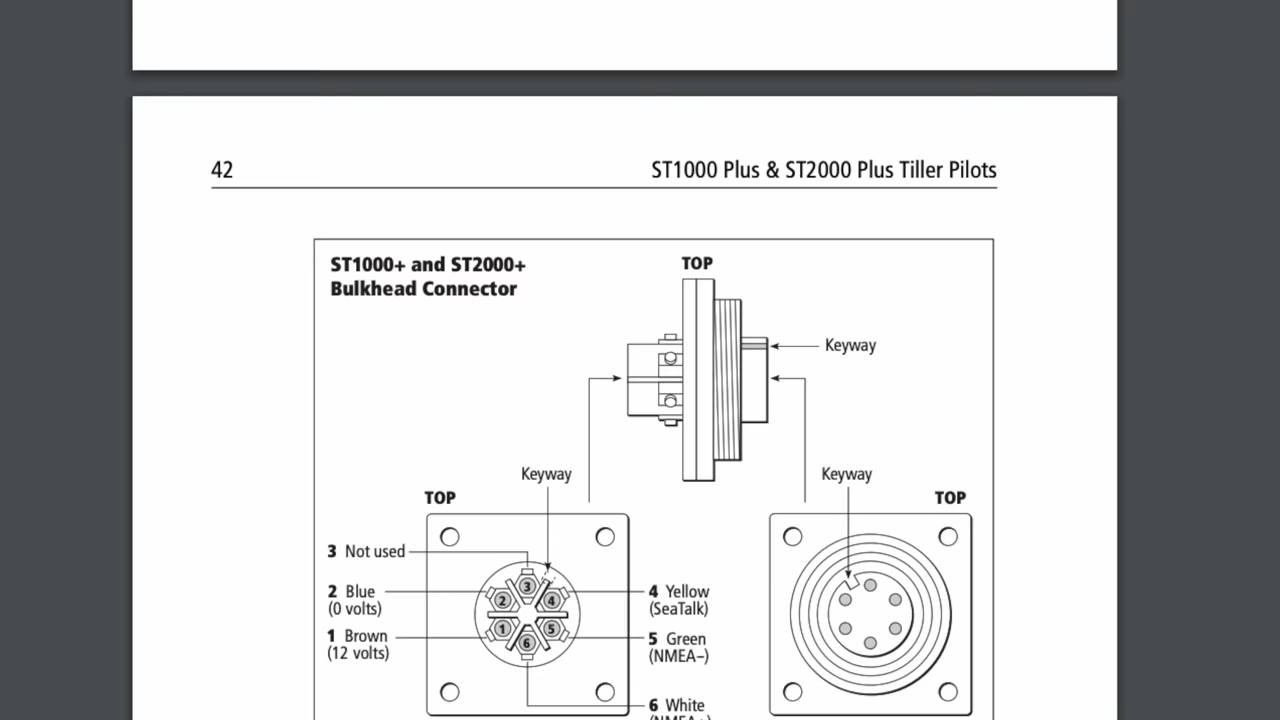 42
ST1000 Plus & ST2000 Plus Tiller Pilots
ST1000+ and ST2000+
Bulkhead Connector
TOP
Keyway
Keyway
Keyway
TOP
TOP
3 Not used
2 Blue
(0 volts)
1 Brown
(12 volts)
3
2
4
1
5
6
4 Yellow
(SeaTalk)
5 Green
(NMEA–)
6 White
(NMEA+)